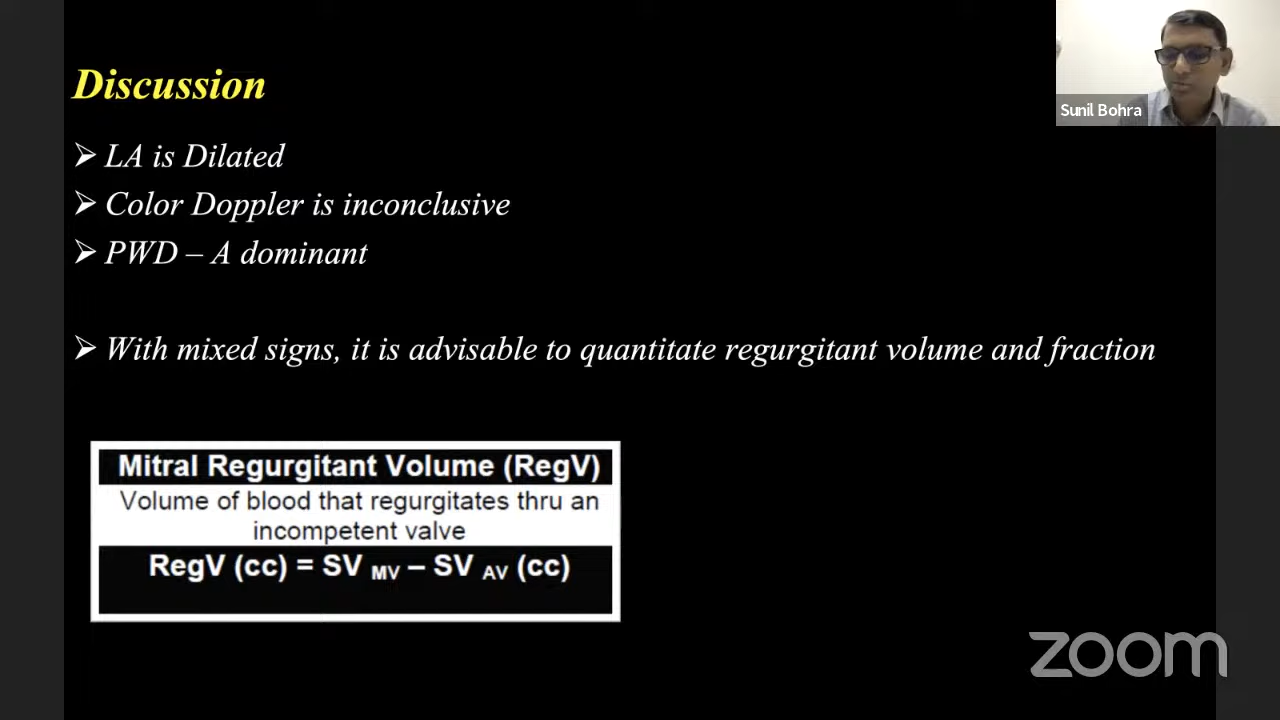 Discussion
➢ LA is Dilated
➢ Color Doppler is inconclusive
➢ PWD – A dominant
➢ With mixed signs, it is advisable to quantitate regurgitant volume and fraction
Mitral Regurgitant Volume (RegV)
Volume of blood that regurgitates thru an
incompetent valve
RegV (cc) = SV MV – SV AV (cc)
Sunil Bohra
zoom